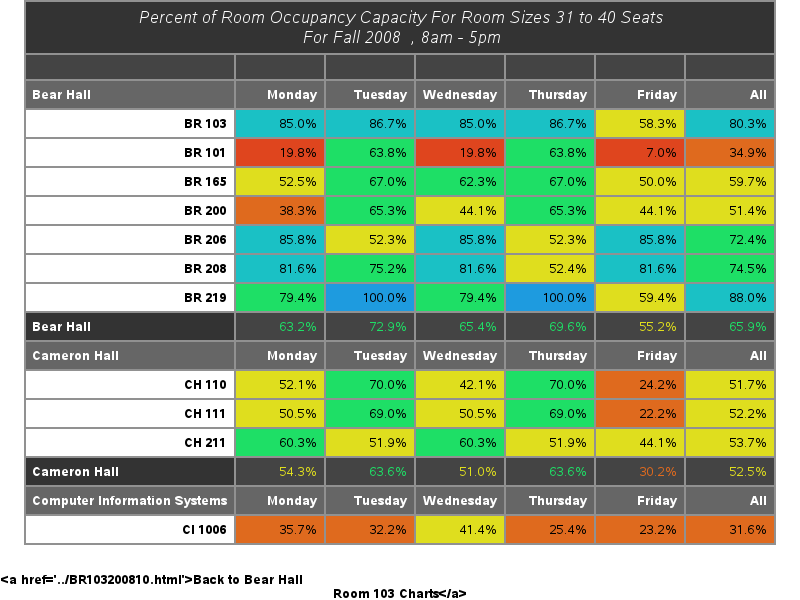 Percent of Room Occupancy Capacity For Room Sizes 31 to 40 Seats
For Fall 2008 , 8am - 5pm
Bear Hall Monday Tuesday Wednesday Thursday Friday All
BR 103 85.0% 86.7% 85.0% 86.7% 58.3% 80.3%
BR 101 19.8% 63.8% 19.8% 63.8% 7.0% 34.9%
BR 165 52.5% 67.0% 62.3% 67.0% 50.0% 59.7%
BR 200 38.3% 65.3% 44.1% 65.3% 44.1% 51.4%
BR 206 85.8% 52.3% 85.8% 52.3% 85.8% 72.4%
BR 208 81.6% 75.2% 81.6% 52.4% 81.6% 74.5%
BR 219 79.4% 100.0% 79.4% 100.0% 59.4% 88.0%
Bear Hall 63.2% 72.9% 65.4% 69.6% 55.2% 65.9%
Cameron Hall Monday Tuesday Wednesday Thursday Friday All
CH 110 52.1% 70.0% 42.1% 70.0% 24.2% 51.7%
CH 111 50.5% 69.0% 50.5% 69.0% 22.2% 52.2%
CH 211 60.3% 51.9% 60.3% 51.9% 44.1% 53.7%
Cameron Hall 54.3% 63.6% 51.0% 63.6% 30.2% 52.5%
Computer Information Systems Monday Tuesday Wednesday Thursday Friday All
CI 1006 35.7% 32.2% 41.4% 25.4% 23.2% 31.6%
<a href='../BR103200810.html'>Back to Bear Hall
Room 103 Charts</a>